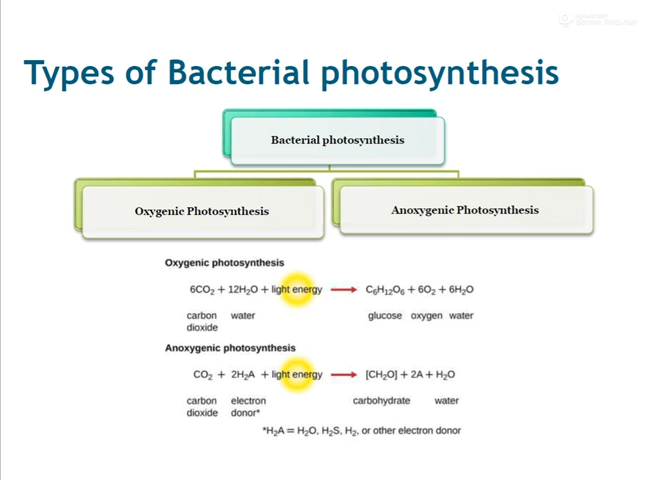 Types of Bacterial photosynthesis
Bacterial photosynthesis
Oxygenic Photosynthesis
Anoxygenic Photosynthesis
Oxygenic photosynthesis
6CO₂ + 12H₂O + light energy → C₆H₁₂O₆ + 6O₂ + 6H₂O
carbon dioxide water glucose oxygen water
Anoxygenic photosynthesis
CO₂ + 2H₂A + light energy → [CH₂O] + 2A + H₂O
carbon dioxide electron donor* carbohydrate water
*H₂A = H₂O, H₂S, H₂, or other electron donor